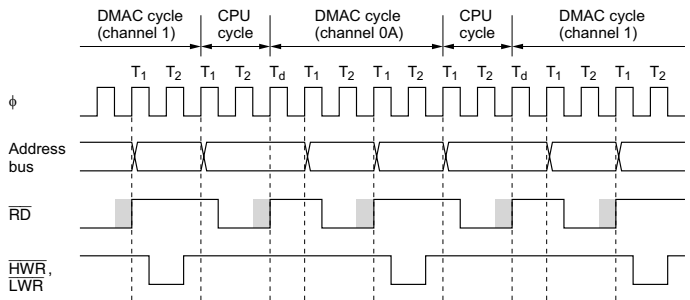 DMAC cycle (channel 1)
CPU cycle
DMAC cycle (channel 0A)
CPU cycle
DMAC cycle (channel 1)
T1 T2 T1 T2 Td T1 T2 T1 T2 T1 T2 Td T1 T2 T1 T2
ϕ
Address
bus
RD
HWR,
LWR